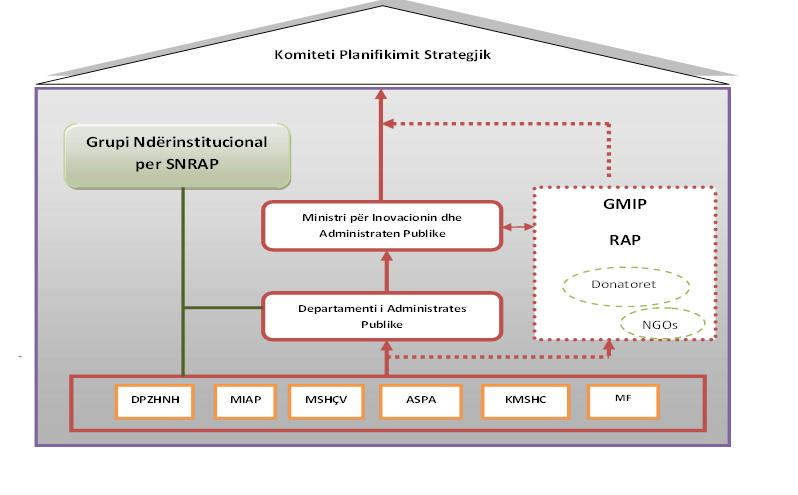 Komiteti Planifikimit Strategjik
Grupi Ndërinstitucional
per SNRAP
Ministri për Inovacionin dhe
Administraten Publike
GMIP
RAP
Donatoret
NGOs
Departamenti i Administrates
Publike
DPZHNH
MIAP
MSHÇV
ASPA
KMSHC
MF